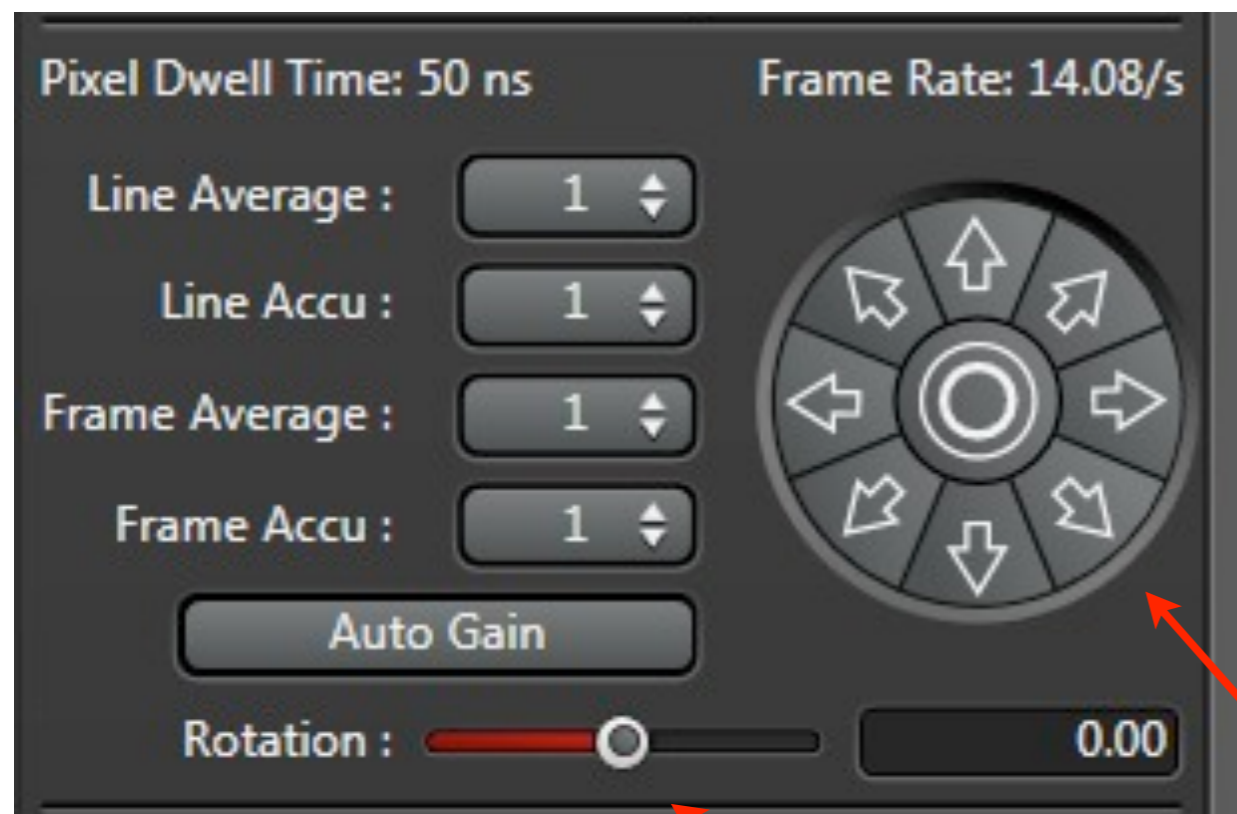 Pixel Dwell Time: 50 ns Frame Rate: 14.08/s
Line Average : 1
Line Accu : 1
Frame Average : 1
Frame Accu : 1
Auto Gain
Rotation : 0.00